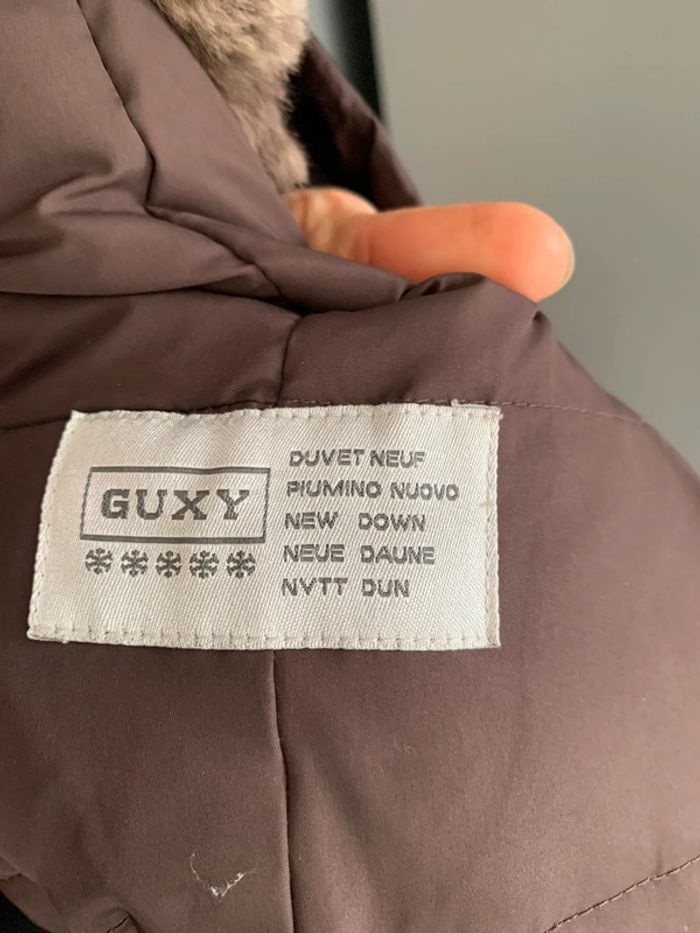 GUXY
DUVET NEUF
PIUMINO NUOVO
NEW DOWN
NEUE DAUNE
NYTT DUN